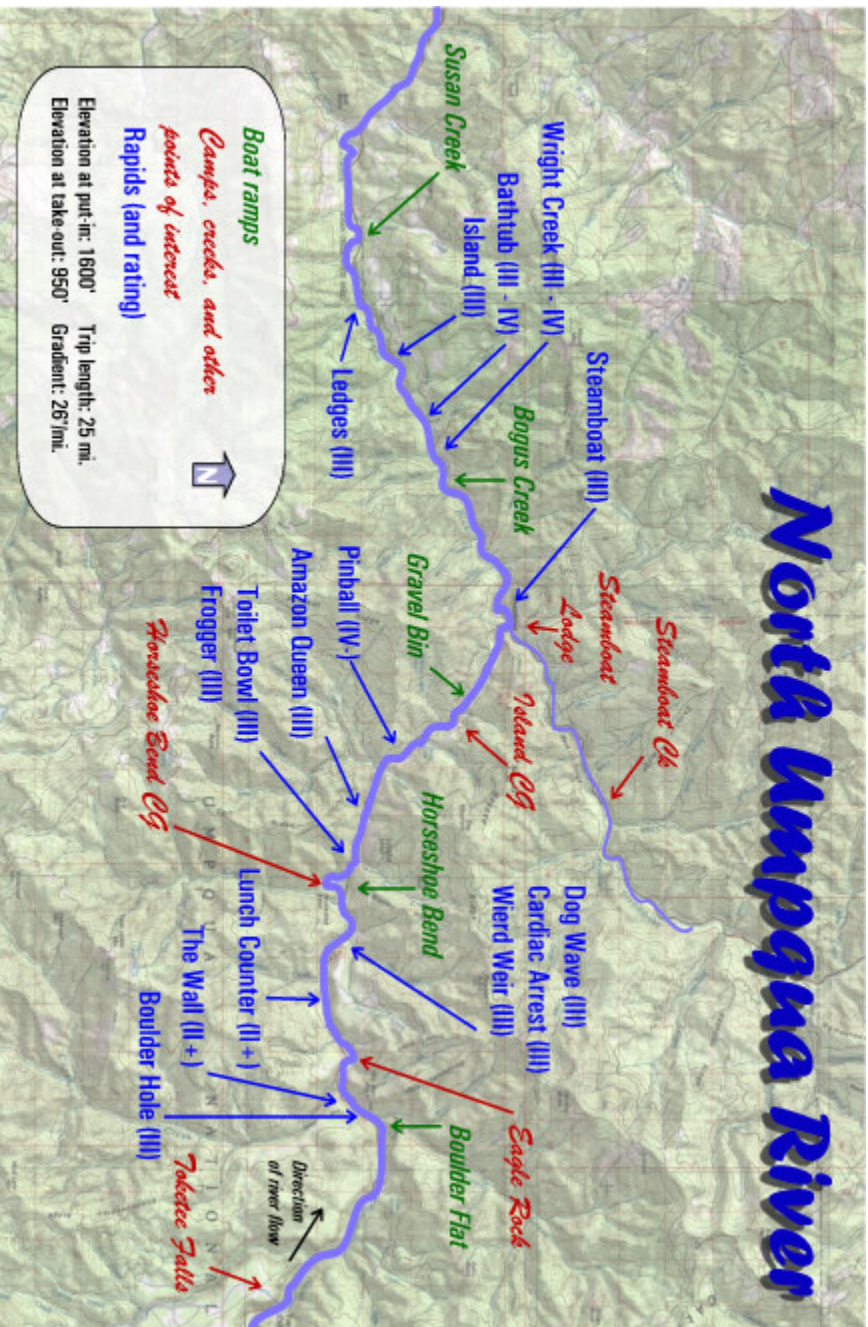 North Umpqua River
Steamboat Ck
Steamboat
Lodge
Steamboat (III)
Wright Creek (III - IV)
Bathtub (III - IV)
Island (III)
Susan Creek
Bogus Creek
Island CG
Gravel Bin
Dog Wave (III)
Cardiac Arrest (III)
Wierd Weir (III)
Eagle Rock
Boulder Flat
Horseshoe Bend
Ledges (III)
Pinball (IV-)
Amazon Queen (III)
Toilet Bowl (III)
Frogger (III)
Horseshoe Bend CG
Lunch Counter (II+)
The Wall (II+)
Boulder Hole (III)
Direction
of river flow
Toketee Falls
UMPQUA NATIONAL
Boat ramps
Camps, creeks, and other
points of interest
Rapids (and rating)
N
Elevation at put-in: 1600' Trip length: 25 mi.
Elevation at take-out: 950' Gradient: 26'/mi.